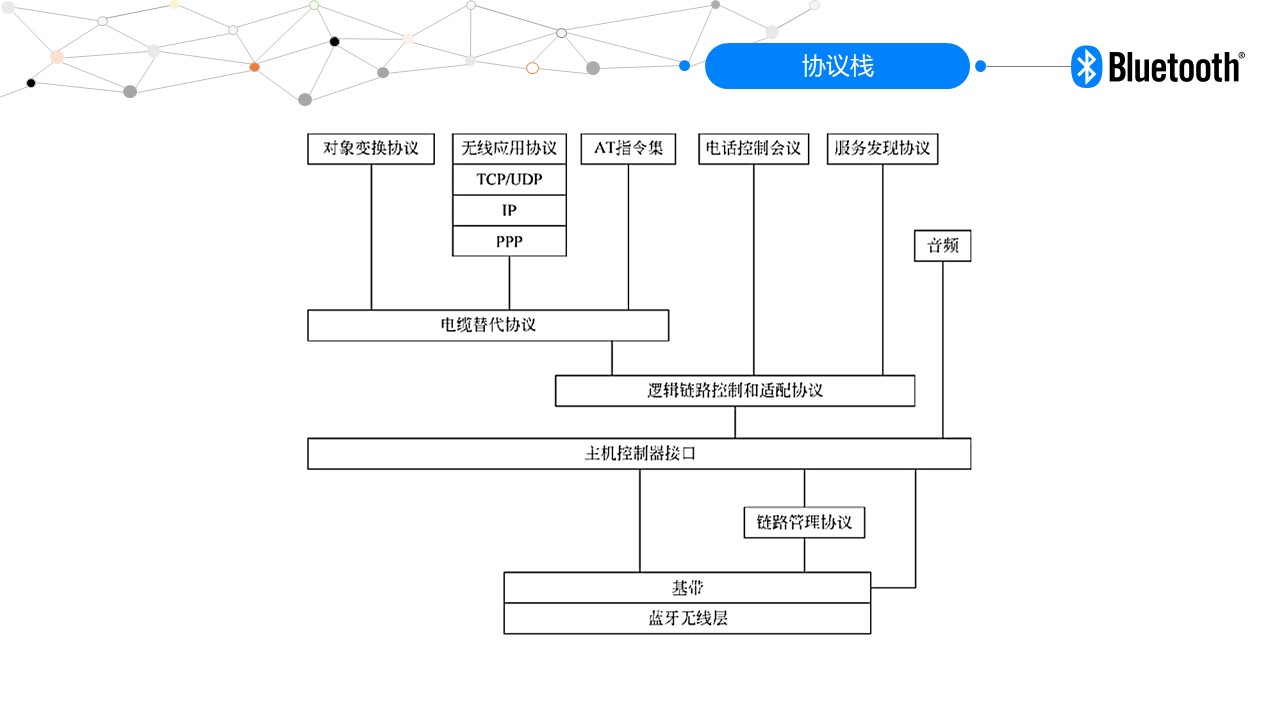 协议栈
Bluetooth®
对象变换协议
无线应用协议
AT指令集
电话控制会议
服务发现协议
TCP/UDP
IP
PPP
音频
电缆替代协议
逻辑链路控制和适配协议
主机控制器接口
链路管理协议
基带
蓝牙无线层